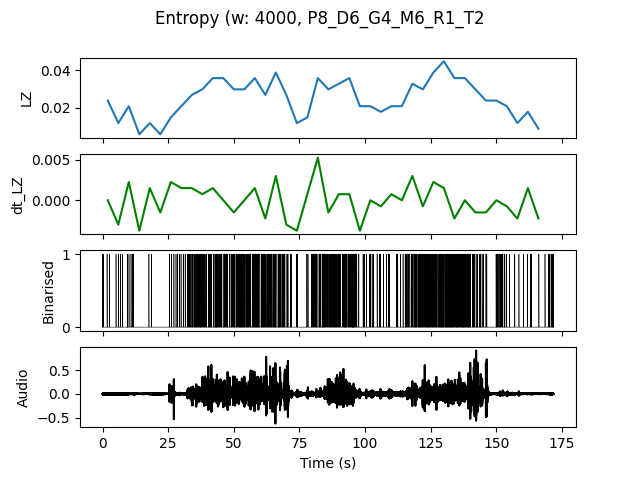 Entropy (w: 4000, P8_D6_G4_M6_R1_T2
LZ
0.04
0.02
dt_LZ
0.005
0.000
Binarised
1
0
Audio
0.5
0.0
−0.5
0 25 50 75 100 125 150 175
Time (s)